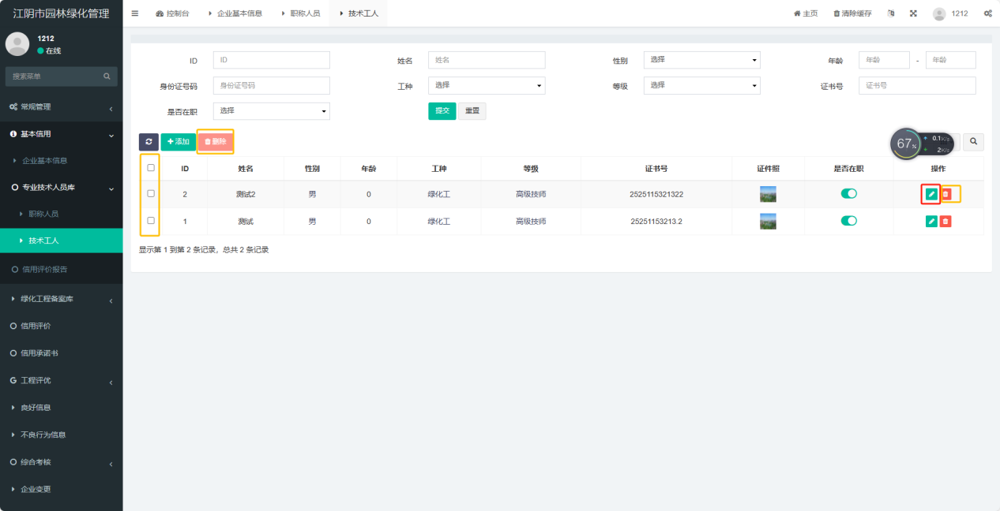 江阴市园林绿化管理
控制台
企业基本信息
职称人员
技术工人
主页
清除缓存
1212
1212
在线
搜索菜单
常规管理
基本信用
企业基本信息
专业技术人员库
职称人员
技术工人
信用评价报告
绿化工程备案库
信用评价
信用承诺书
工程评优
良好信息
不良行为信息
综合考核
企业变更
ID ID 姓名 姓名 性别 选择 年龄 年龄 - 年龄
身份证号码 身份证号码 工种 选择 等级 选择 证书号 证书号
是否在职 选择 提交 重置
添加 删除
67% 0.1K/s
2K/s
ID 姓名 性别 年龄 工种 等级 证书号 证件照 是否在职 操作
2 测试2 男 0 绿化工 高级技师 2525115321322
1 测试 男 0 绿化工 高级技师 25251153213.2
显示第 1 到第 2 条记录，总共 2 条记录